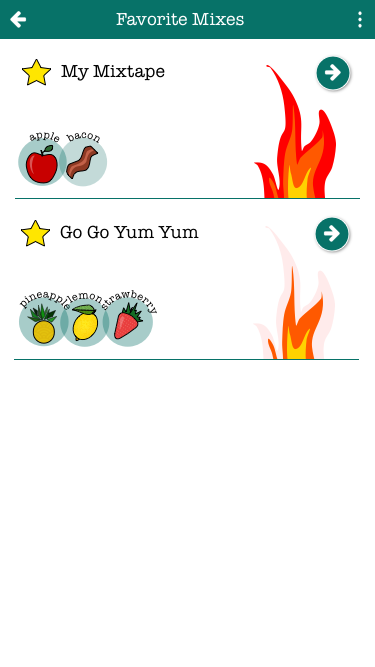 Favorite Mixes
My Mixtape
apple bacon
Go Go Yum Yum
pineapple lemon strawberry